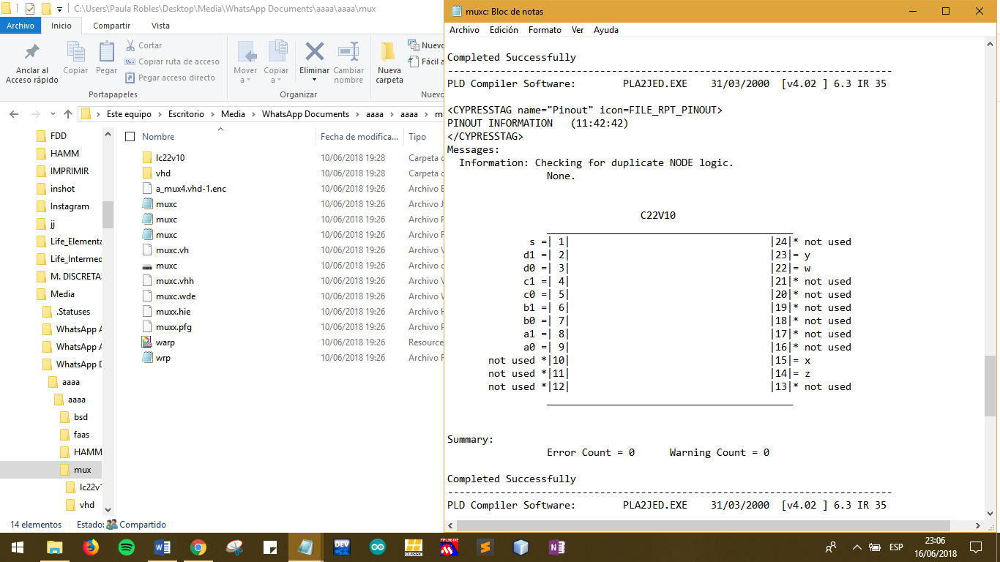 C:\Users\Paula Robles\Desktop\Media\WhatsApp Documents\aaaa\aaaa\mux
Archivo Inicio Compartir Vista
Anclar al Acceso rápido
Copiar
Pegar
Cortar
Copiar ruta de acceso
Pegar acceso directo
Portapapeles
Mover a
Copiar a
Eliminar
Cambiar nombre
Organizar
Nueva carpeta
Nuevo
Fácil a
Nuevo
Este equipo > Escritorio > Media > WhatsApp Documents > aaaa > aaaa > m
FDD
HAMM
IMPRIMIR
inshot
Instagram
jj
Life_Elementa
Life_Intermed
M. DISCRETAS
Media
.Statuses
WhatsApp A
WhatsApp A
WhatsApp D
aaaa
aaaa
bsd
faas
HAMM
mux
lc22v1
vhd
Nombre Fecha de modifica... Tipo
lc22v10 10/06/2018 19:28 Carpeta d
vhd 10/06/2018 19:28 Carpeta d
a_mux4.vhd-1.enc 10/06/2018 19:26 Archivo E
muxc 10/06/2018 19:26 Archivo J
muxc 10/06/2018 19:26 Archivo P
muxc 10/06/2018 19:26 Archivo R
muxc.vh 10/06/2018 19:26 Archivo V
muxc 10/06/2018 19:26 Archivo d
muxc.vhh 10/06/2018 19:26 Archivo V
muxc.wde 10/06/2018 19:26 Archivo W
muxx.hie 10/06/2018 19:26 Archivo H
muxx.pfg 10/06/2018 19:26 Archivo P
warp 10/06/2018 19:26 Resource
wrp 10/06/2018 19:26 Archivo P
14 elementos Estado: Compartido
muxc: Bloc de notas
Archivo Edición Formato Ver Ayuda
Completed Successfully
----------------------------------------------------------------------------
PLD Compiler Software: PLA2JED.EXE 31/03/2000 [v4.02 ] 6.3 IR 35
<CYPRESSTAG name="Pinout" icon=FILE_RPT_PINOUT>
PINOUT INFORMATION (11:42:42)
</CYPRESSTAG>
Messages:
Information: Checking for duplicate NODE logic.
None.
C22V10
s =| 1| |24|* not used
d1 =| 2| |23|= y
d0 =| 3| |22|= w
c1 =| 4| |21|* not used
c0 =| 5| |20|* not used
b1 =| 6| |19|* not used
b0 =| 7| |18|* not used
a1 =| 8| |17|* not used
a0 =| 9| |16|* not used
not used *|10| |15|= x
not used *|11| |14|= z
not used *|12| |13|* not used
Summary:
Error Count = 0 Warning Count = 0
Completed Successfully
----------------------------------------------------------------------------
PLD Compiler Software: PLA2JED.EXE 31/03/2000 [v4.02 ] 6.3 IR 35
DEV
CLASSIC
MPLAB IDE
ESP
23:06
16/06/2018